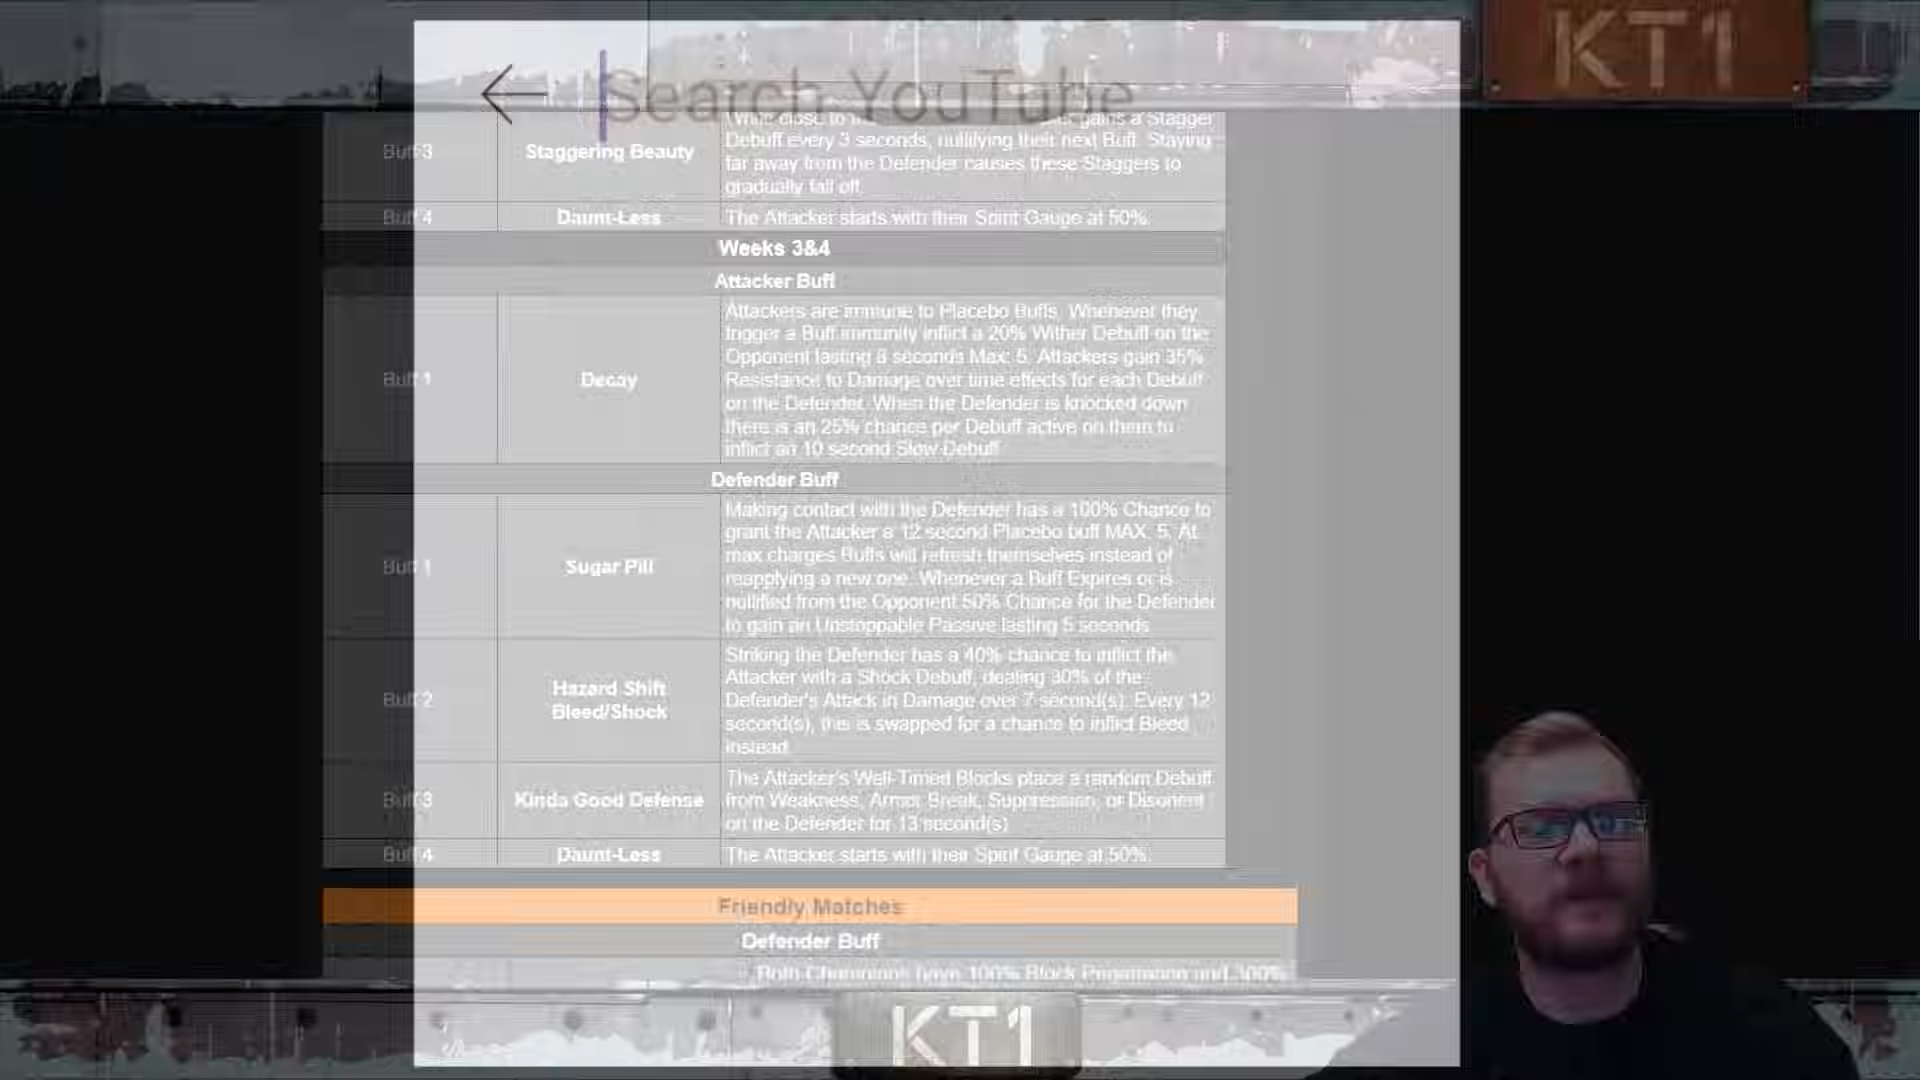 KT1
Search YouTube
gains a Stagger
Buff 3
Staggering Beauty
Debuff every 3 seconds, nullifying their next Buff. Staying
far away from the Defender causes these Staggers to
gradually fall off.
Buff 4
Daunt-Less
The Attacker starts with their Spirit Gauge at 50%.
Weeks 3&4
Attacker Buff
Buff 1
Decay
Attackers are immune to Placebo Buffs. Whenever they
trigger a Buff immunity inflict a 20% Wither Debuff on the
Opponent lasting 8 seconds Max: 5. Attackers gain 35%
Resistance to Damage over time effects for each Debuff
on the Defender. When the Defender is knocked down
there is an 25% chance per Debuff active on them to
inflict an 10 second Slow Debuff
Defender Buff
Buff 1
Sugar Pill
Making contact with the Defender has a 100% Chance to
grant the Attacker a 12 second Placebo buff MAX: 5. At
max charges Buffs will refresh themselves instead of
reapplying a new one. Whenever a Buff Expires or is
nullified from the Opponent 50% Chance for the Defender
to gain an Unstoppable Passive lasting 5 seconds
Buff 2
Hazard Shift
Bleed/Shock
Striking the Defender has a 40% chance to inflict the
Attacker with a Shock Debuff, dealing 30% of the
Defender's Attack in Damage over 7 second(s). Every 12
second(s), this is swapped for a chance to inflict Bleed
instead.
Buff 3
Kinda Good Defense
The Attacker's Well-Timed Blocks place a random Debuff
from Weakness, Armor Break, Suppression, or Disorient
on the Defender for 13 second(s)
Buff 4
Daunt-Less
The Attacker starts with their Spirit Gauge at 50%.
Friendly Matches
Defender Buff
Both Champions have 100% Block Penetration and 300%
KT1